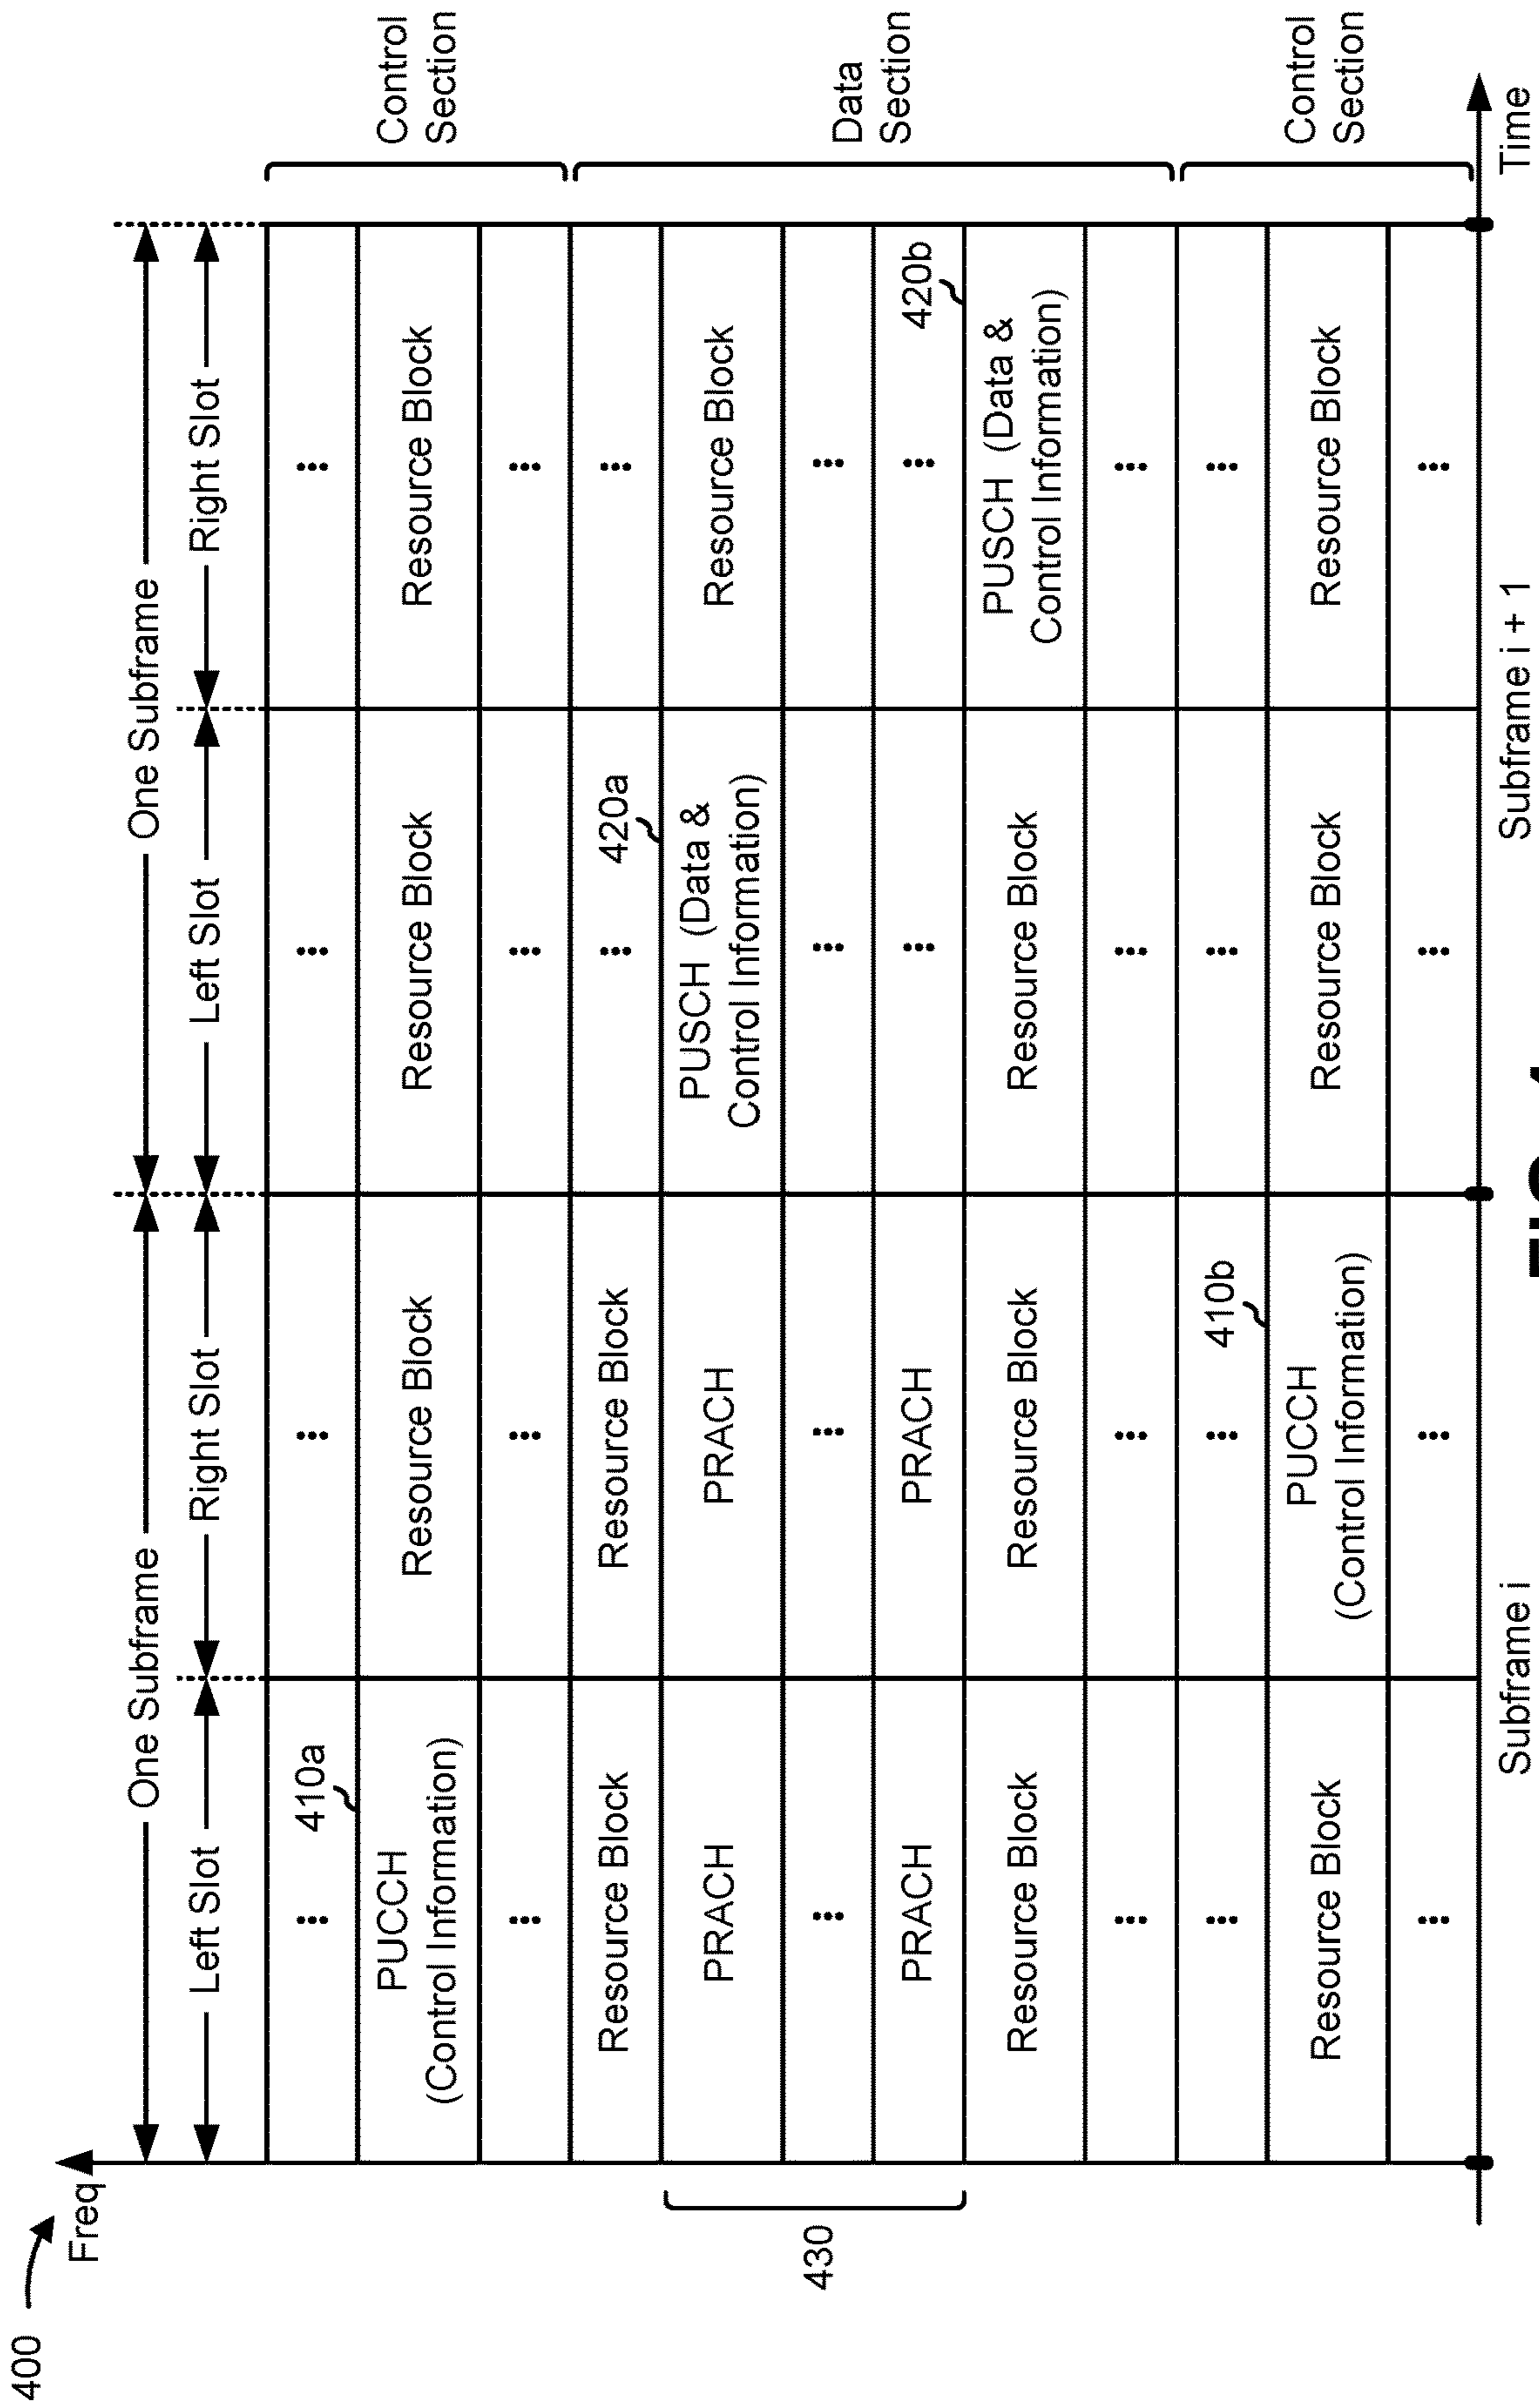 400
Freq
One Subframe
One Subframe
Left Slot
Right Slot
Left Slot
Right Slot
...
410a
...
...
...
PUCCH
(Control Information)
Resource Block
Resource Block
Resource Block
Control
Section
...
...
...
...
Resource Block
Resource Block
...
420a
...
430
PRACH
PRACH
PUSCH (Data &
Control Information)
Resource Block
...
...
...
...
Data
Section
PRACH
PRACH
...
...
420b
Resource Block
Resource Block
Resource Block
PUSCH (Data &
Control Information)
...
...
...
...
...
...
410b
...
...
Resource Block
PUCCH
(Control Information)
Resource Block
Resource Block
Control
Section
...
...
...
...
Subframe i
Subframe i + 1
Time